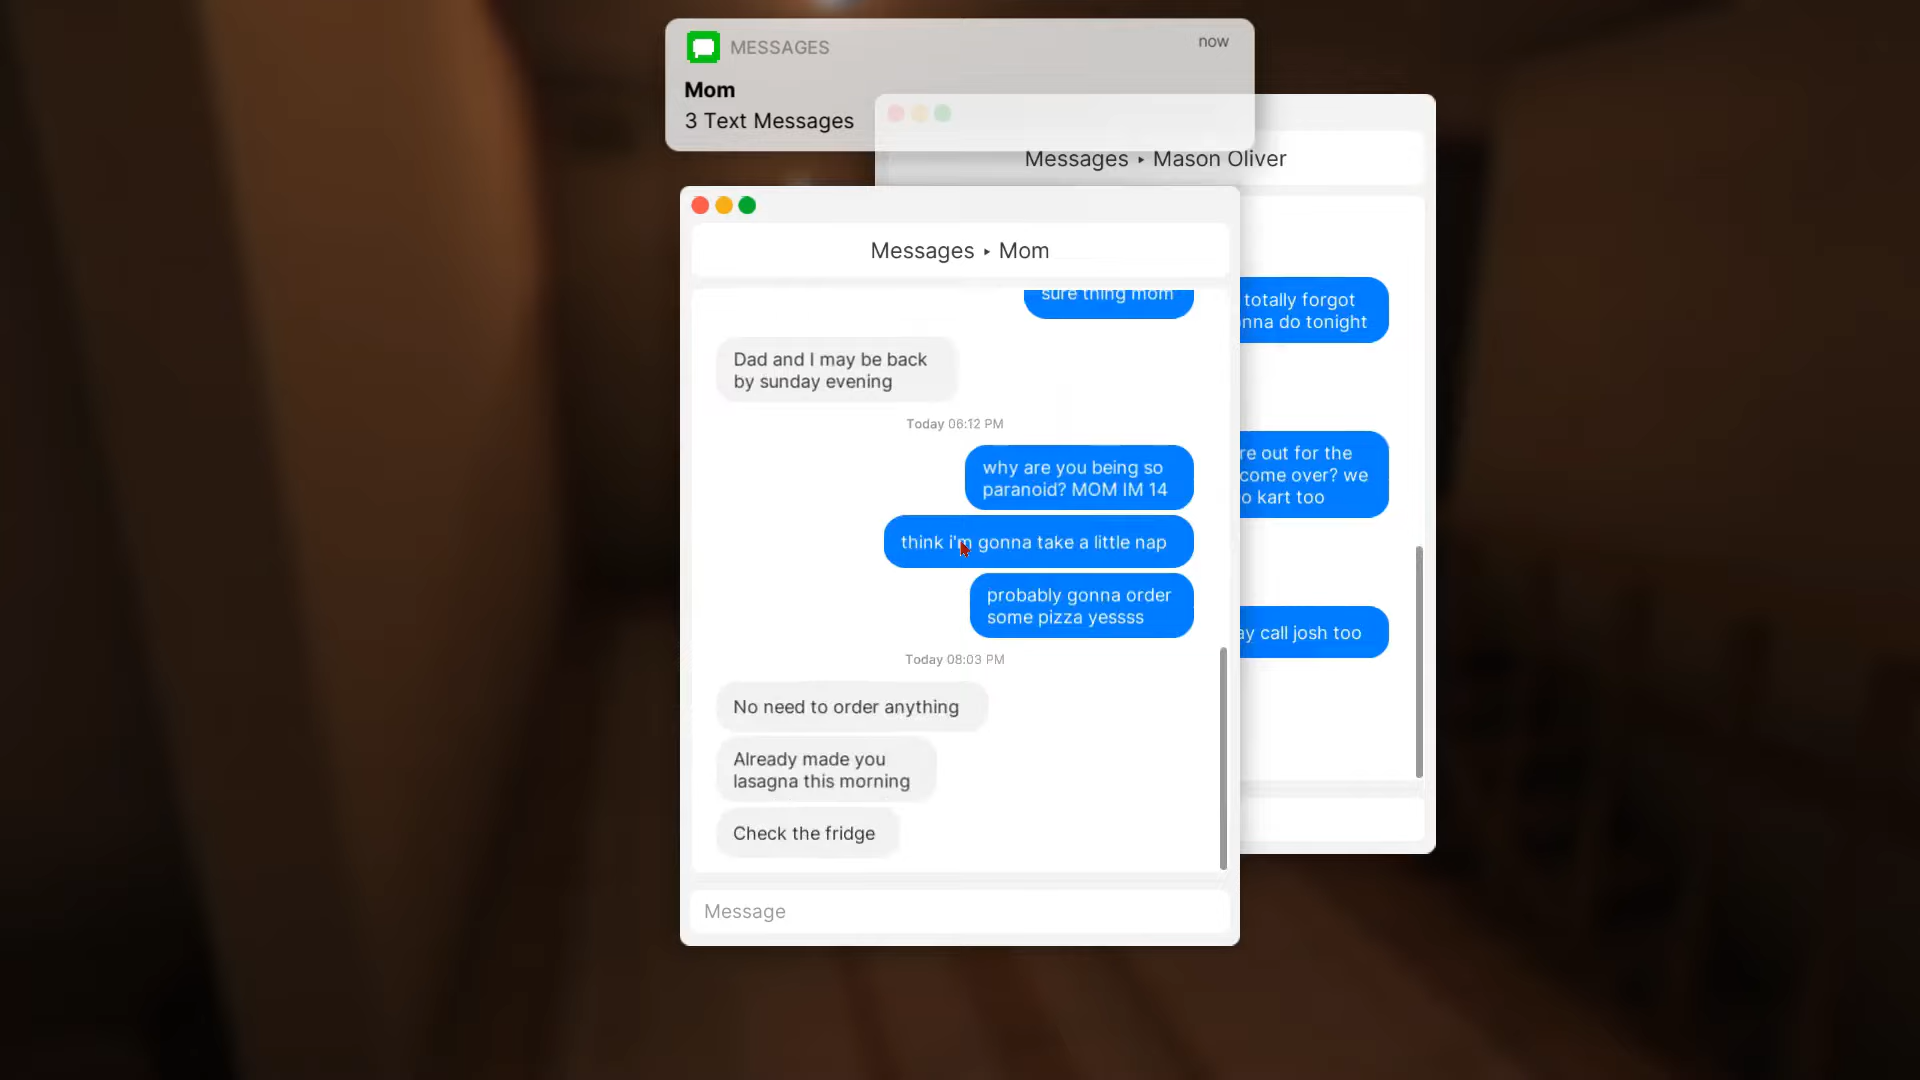 MESSAGES
now
Mom
3 Text Messages
Messages ‣ Mason Oliver
totally forgot
do tonight
out for the
come over? we
kart too
call josh too
Messages ‣ Mom
sure thing mom
Dad and I may be back
by sunday evening
Today 06:12 PM
why are you being so
paranoid? MOM IM 14
think i'm gonna take a little nap
probably gonna order
some pizza yessss
Today 08:03 PM
No need to order anything
Already made you
lasagna this morning
Check the fridge
Message